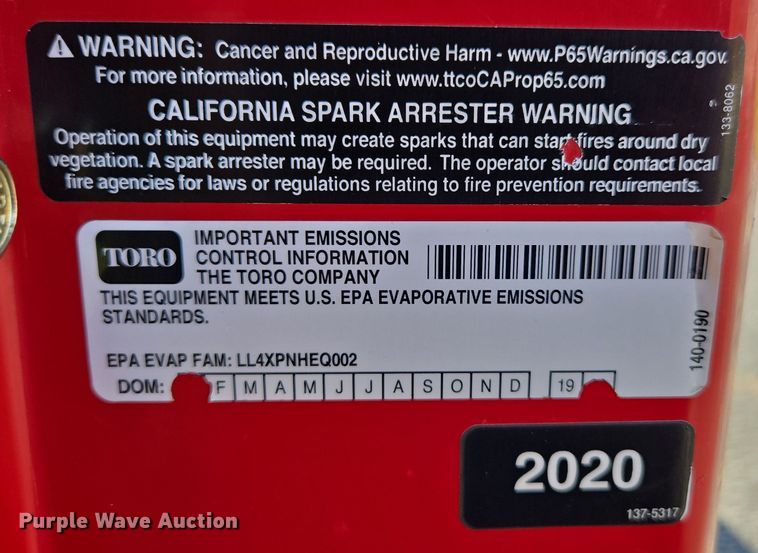 WARNING: Cancer and Reproductive Harm - www.P65Warnings.ca.gov
For more information, please visit www.ttcoCAProp65.com
CALIFORNIA SPARK ARRESTER WARNING
Operation of this equipment may create sparks that can start fires around dry
vegetation. A spark arrester may be required. The operator should contact local
fire agencies for laws or regulations relating to fire prevention requirements.
133-8062
TORO
IMPORTANT EMISSIONS
CONTROL INFORMATION
THE TORO COMPANY
THIS EQUIPMENT MEETS U.S. EPA EVAPORATIVE EMISSIONS
STANDARDS.
EPA EVAP FAM: LL4XPNHEQ002
DOM: F M A M J J A S O N D 19
140-0190
2020
137-5317
Purple Wave Auction